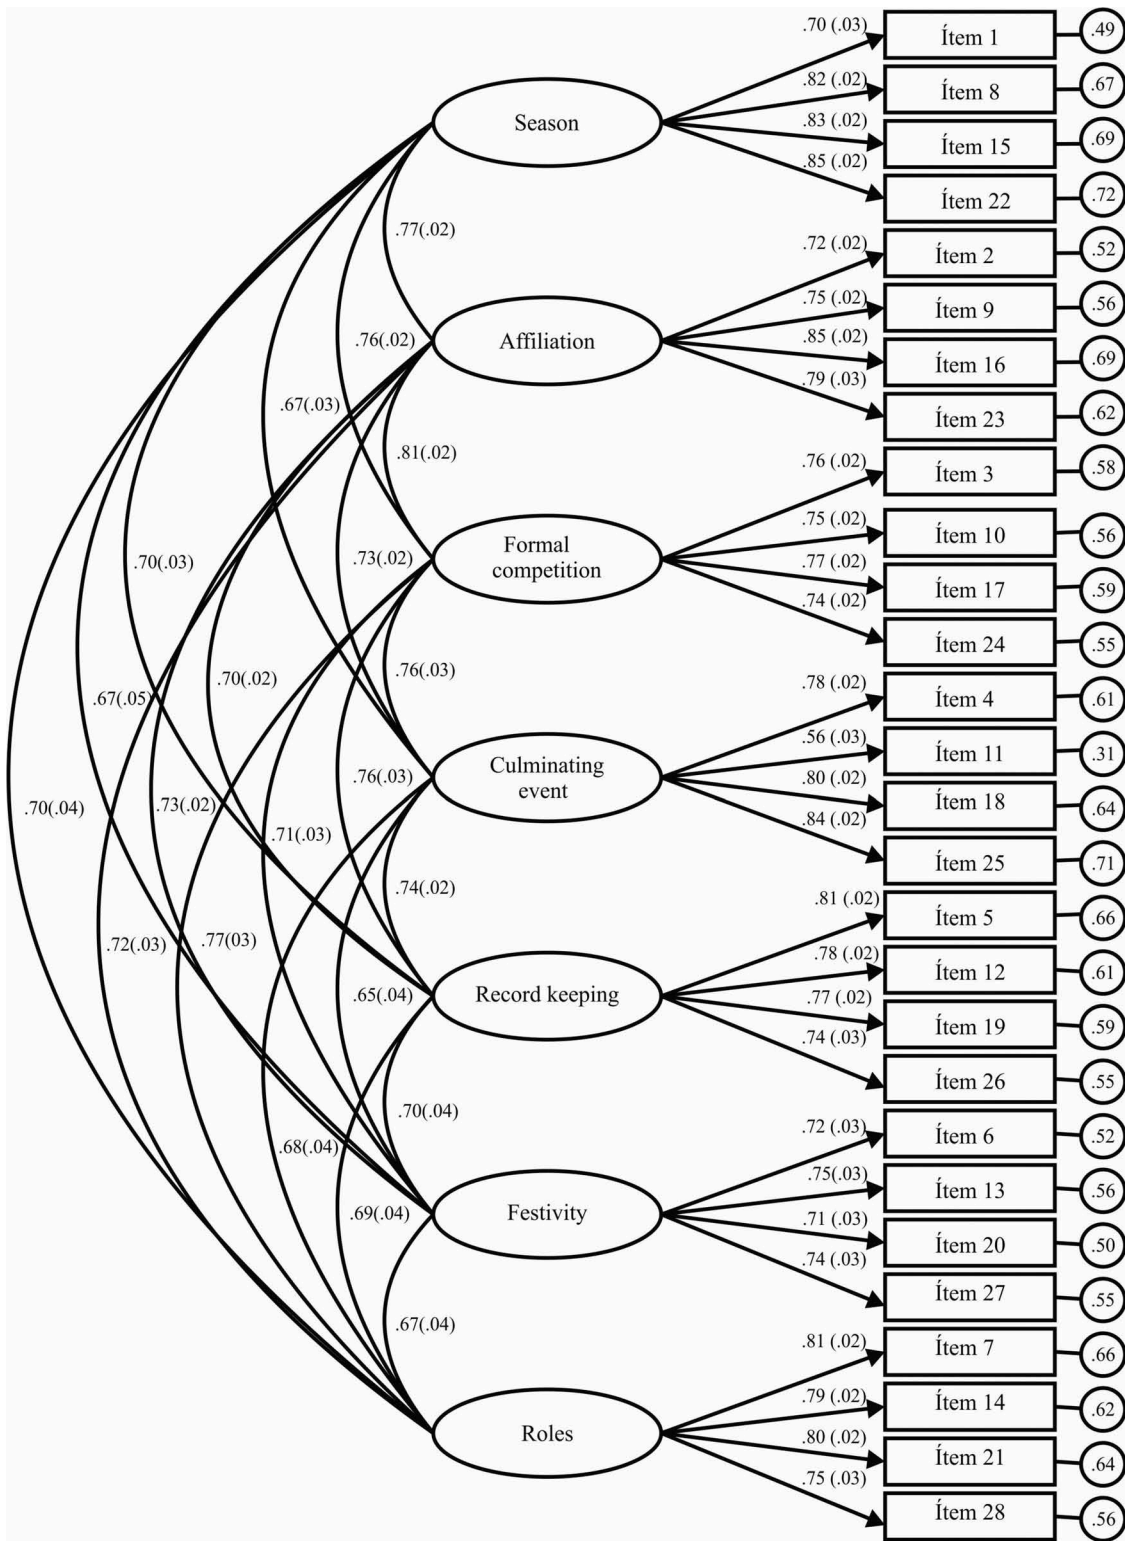 .70 (.03)
Ítem 1
.49
.82 (.02)
Ítem 8
.67
Season
.83 (.02)
Ítem 15
.69
.85 (.02)
Ítem 22
.72
.77(.02)
.72 (.02)
Ítem 2
.52
.75 (.02)
Ítem 9
.56
.76(.02)
Affiliation
.85 (.02)
Ítem 16
.69
.79 (.03)
Ítem 23
.62
.67(.03)
.81(.02)
.76 (.02)
Ítem 3
.58
.75 (.02)
Ítem 10
.56
.70(.03)
.73(.02)
Formal
competition
.77 (.02)
Ítem 17
.59
.74 (.02)
Ítem 24
.55
.67(.05)
.70(.02)
.76(.03)
.78 (.02)
Ítem 4
.61
.56 (.03)
Ítem 11
.31
.76(.03)
Culminating
event
.80 (.02)
Ítem 18
.64
.84 (.02)
Ítem 25
.71
.70(.04)
.73(.02)
.71(.03)
.74(.02)
.81 (.02)
Ítem 5
.66
.72(.03)
.77(03)
.78 (.02)
Ítem 12
.61
.65(.04)
Record keeping
.77 (.02)
Ítem 19
.59
.74 (.03)
Ítem 26
.55
.70(.04)
.72 (.03)
Ítem 6
.52
.68(.04)
.75(.03)
Ítem 13
.56
.69(.04)
Festivity
.71 (.03)
Ítem 20
.50
.74 (.03)
Ítem 27
.55
.67(.04)
.81 (.02)
Ítem 7
.66
.79 (.02)
Ítem 14
.62
Roles
.80 (.02)
Ítem 21
.64
.75 (.03)
Ítem 28
.56